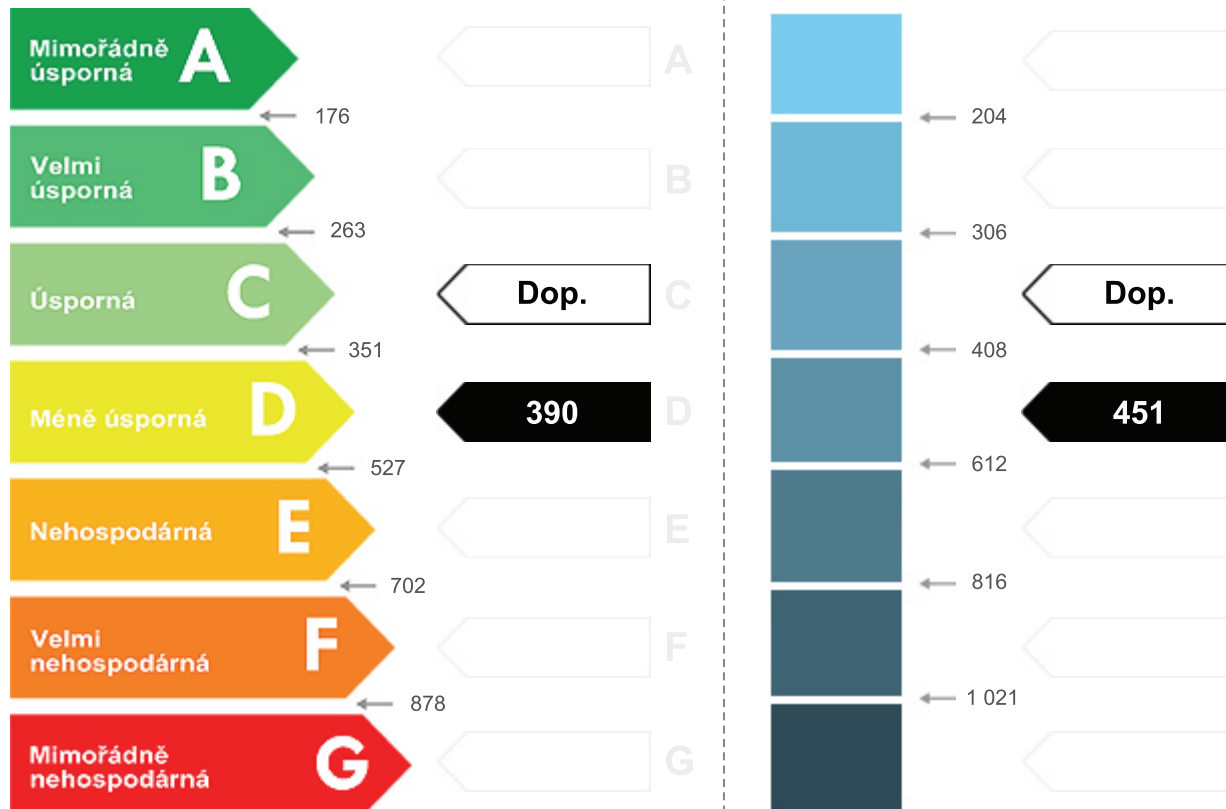 Mimořádně
úsporná
A
A
176
204
Velmi
úsporná
B
B
263
306
Úsporná
C
Dop.
C
Dop.
351
408
Méně úsporná
D
390
D
451
527
612
Nehospodárná
E
E
702
816
Velmi
nehospodárná
F
F
878
1 021
Mimořádně
nehospodárná
G
G